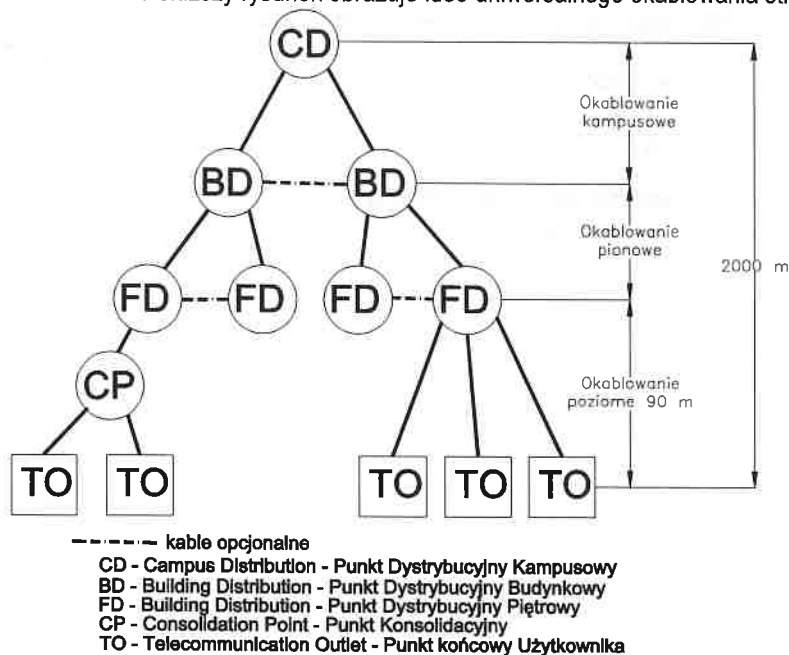 CD
Okablowanie
kampusowe
BD BD
Okablowanie
pionowe
2000 m
FD FD FD FD
CP
Okablowanie
poziome 90 m
TO TO TO TO TO
kable opcjonalne
CD - Campus Distribution - Punkt Dystrybucyjny Kampusowy
BD - Building Distribution - Punkt Dystrybucyjny Budynkowy
FD - Building Distribution - Punkt Dystrybucyjny Piętrowy
CP - Consolidation Point - Punkt Konsolidacyjny
TO - Telecommunication Outlet - Punkt końcowy Użytkownika